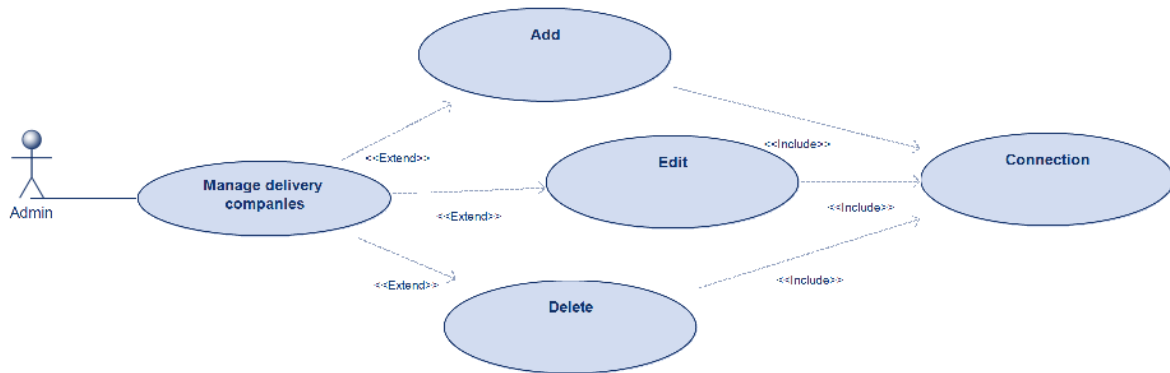 Add
<<Extend>>
<<Include>>
Edit
Connection
Manage delivery
companies
Admin
<<Extend>>
<<Include>>
<<Extend>>
<<Include>>
Delete